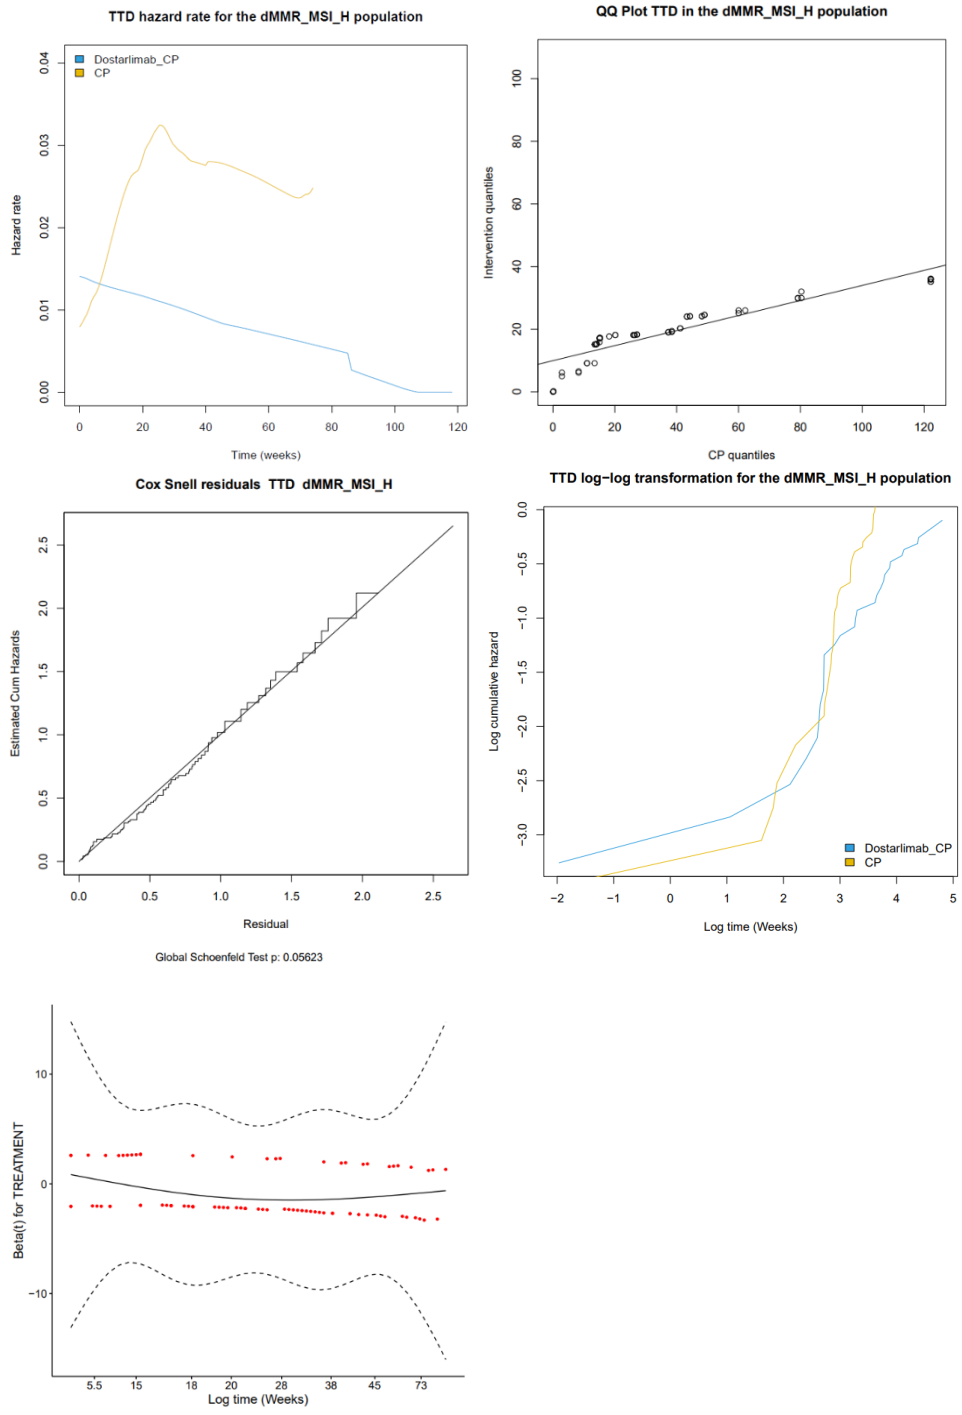 TTD hazard rate for the dMMR_MSI_H population
Dostarlimab_CP
CP
Hazard rate
0.04
0.03
0.02
0.01
0.00
0 20 40 60 80 100 120
Time (weeks)
QQ Plot TTD in the dMMR_MSI_H population
Intervention quantiles
100
80
60
40
20
0
0 20 40 60 80 100 120
CP quantiles
Cox Snell residuals TTD dMMR_MSI_H
Estimated Cum Hazards
2.5
2.0
1.5
1.0
0.5
0.0
0.0 0.5 1.0 1.5 2.0 2.5
Residual
TTD log−log transformation for the dMMR_MSI_H population
Log cumulative hazard
0.0
−0.5
−1.0
−1.5
−2.0
−2.5
−3.0
Dostarlimab_CP
CP
−2 −1 0 1 2 3 4 5
Log time (Weeks)
Global Schoenfeld Test p: 0.05623
Beta(t) for TREATMENT
10
0
−10
5.5 15 18 20 28 38 45 73
Log time (Weeks)